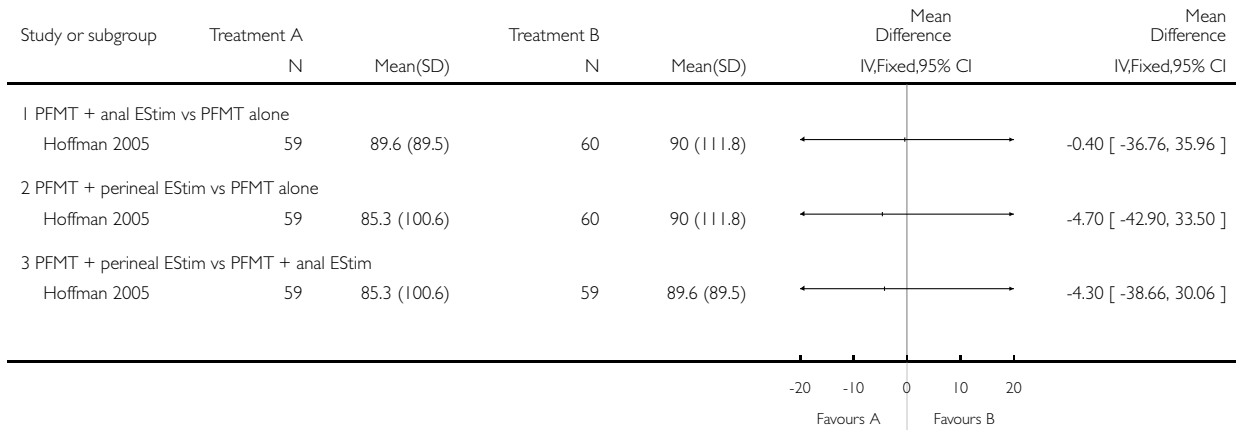 Study or subgroup Treatment A Treatment B Mean Difference Mean Difference
N Mean(SD) N Mean(SD) IV,Fixed,95% CI IV,Fixed,95% CI
1 PFMT + anal EStim vs PFMT alone
Hoffman 2005 59 89.6 (89.5) 60 90 (111.8) -0.40 [ -36.76, 35.96 ]
2 PFMT + perineal EStim vs PFMT alone
Hoffman 2005 59 85.3 (100.6) 60 90 (111.8) -4.70 [ -42.90, 33.50 ]
3 PFMT + perineal EStim vs PFMT + anal EStim
Hoffman 2005 59 85.3 (100.6) 59 89.6 (89.5) -4.30 [ -38.66, 30.06 ]
-20 -10 0 10 20
Favours A Favours B